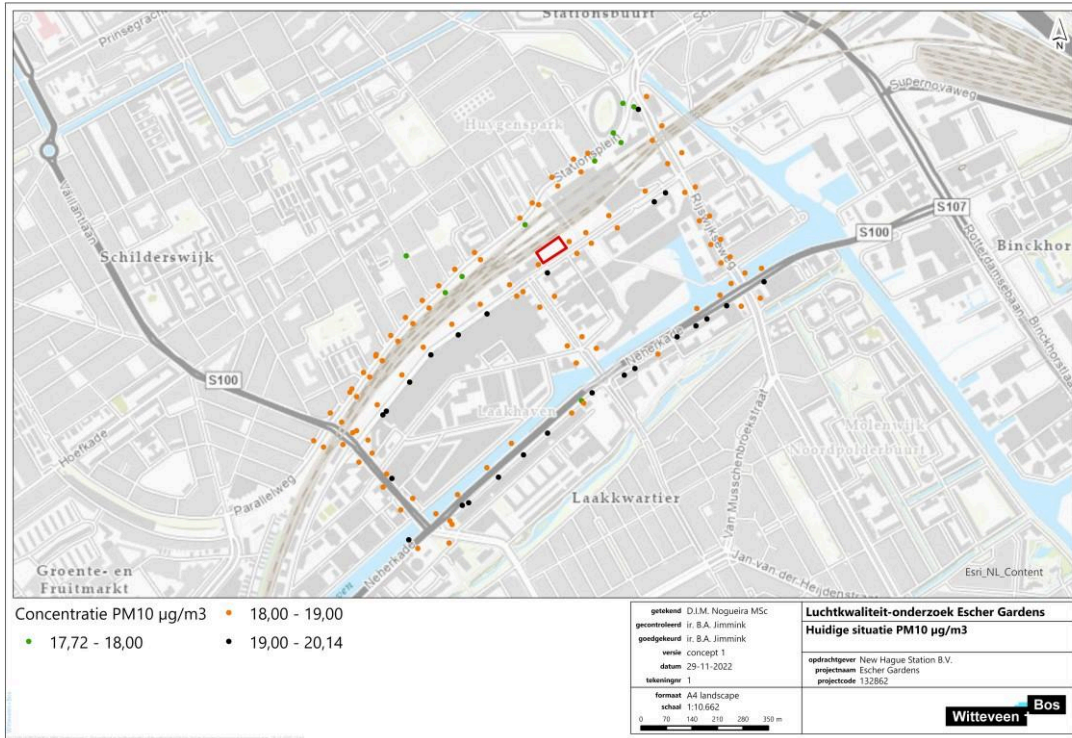 Stationsbuurt
Prinsegracht
Supernovaweg
Huygenspark
Stationsplein
Vaillantlaan
Rijswijkseweg
S107
S100
Schilderswijk
Binckhors
Rotterdamsebaan
Binckhorstlaa
Neherkade
S100
Laakhaven
Hoefkade
Molenwijk
Noordpolderbuurt
Parallelweg
Laakkwartier
Van Musschenbroekstraat
Neherkade
Jan van der Heijdenstraat
Groente- en
Fruitmarkt
Esri_NL_Content
N
Concentratie PM10 µg/m3
17,72 - 18,00
18,00 - 19,00
19,00 - 20,14
getekend D.I.M. Nogueira MSc
gecontroleerd ir. B.A. Jimmink
goedgekeurd ir. B.A. Jimmink
versie concept 1
datum 29-11-2022
tekeningnr 1
formaat A4 landscape
schaal 1:10.662
0 70 140 210 280 350 m
Luchtkwaliteit-onderzoek Escher Gardens
Huidige situatie PM10 µg/m3
opdrachtgever New Hague Station B.V.
projectnaam Escher Gardens
projectcode 132862
Witteveen + Bos
Witteveen Bos